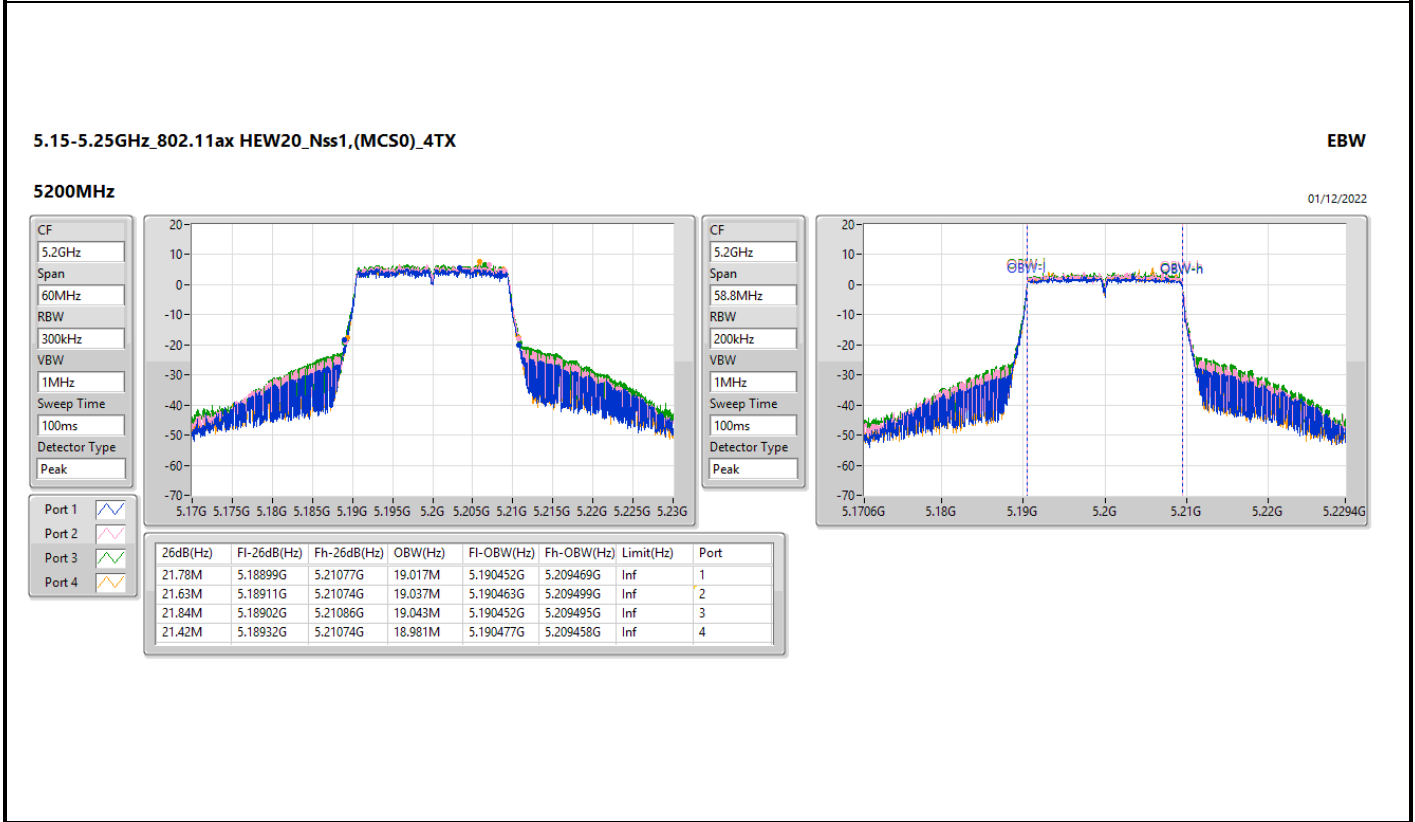 5.15-5.25GHz_802.11ax HEW20_Nss1,(MCS0)_4TX
EBW
5200MHz
01/12/2022
CF
5.2GHz
Span
60MHz
RBW
300kHz
VBW
1MHz
Sweep Time
100ms
Detector Type
Peak
20
10
0
-10
-20
-30
-40
-50
-60
-70
5.17G 5.175G 5.18G 5.185G 5.19G 5.195G 5.2G 5.205G 5.21G 5.215G 5.22G 5.225G 5.23G
CF
5.2GHz
Span
58.8MHz
RBW
200kHz
VBW
1MHz
Sweep Time
100ms
Detector Type
Peak
20
10
0
-10
-20
-30
-40
-50
-60
-70
OBW-l
OBW-h
5.1706G 5.18G 5.19G 5.2G 5.21G 5.22G 5.2294G
Port 1
Port 2
Port 3
Port 4
26dB(Hz) Fl-26dB(Hz) Fh-26dB(Hz) OBW(Hz) Fl-OBW(Hz) Fh-OBW(Hz) Limit(Hz) Port
21.78M 5.18899G 5.21077G 19.017M 5.190452G 5.209469G Inf 1
21.63M 5.18911G 5.21074G 19.037M 5.190463G 5.209499G Inf 2
21.84M 5.18902G 5.21086G 19.043M 5.190452G 5.209495G Inf 3
21.42M 5.18932G 5.21074G 18.981M 5.190477G 5.209458G Inf 4